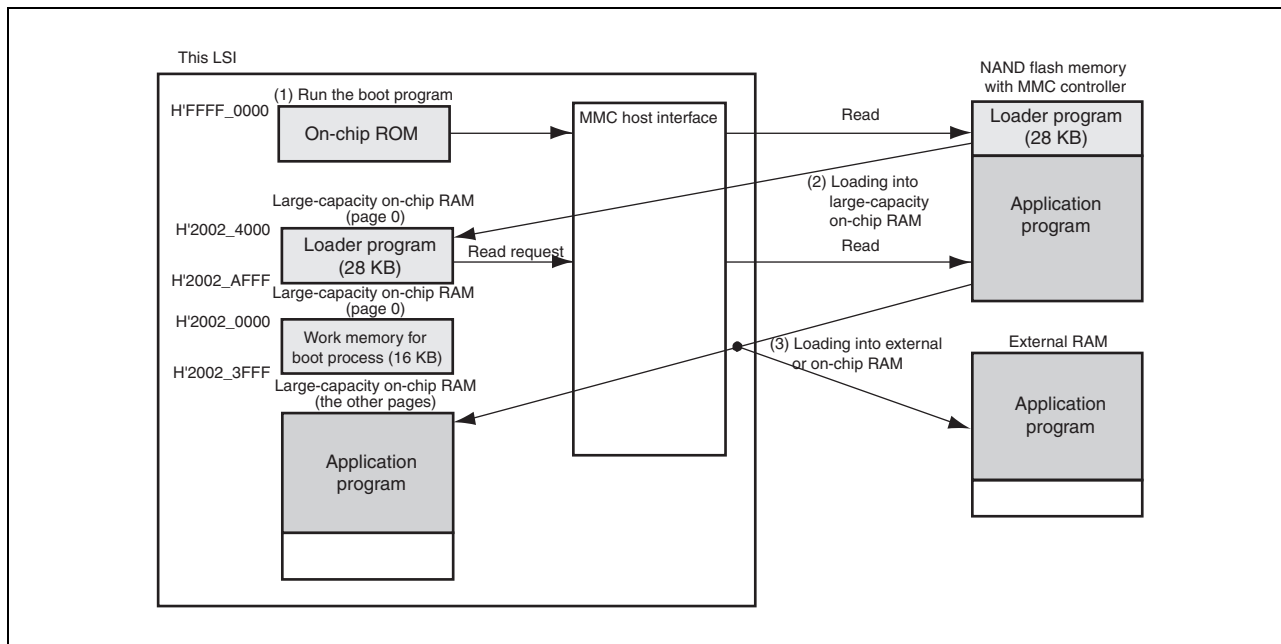 This LSI
H'FFFF_0000
(1) Run the boot program
On-chip ROM
MMC host interface
Read
NAND flash memory
with MMC controller
Loader program
(28 KB)
Application
program
(2) Loading into
large-capacity
on-chip RAM
Large-capacity on-chip RAM
(page 0)
H'2002_4000
Loader program
(28 KB)
Read request
Read
H'2002_AFFF
Large-capacity on-chip RAM
(page 0)
H'2002_0000
Work memory for
boot process (16 KB)
H'2002_3FFF
(3) Loading into external
or on-chip RAM
External RAM
Application
program
Large-capacity on-chip RAM
(the other pages)
Application
program